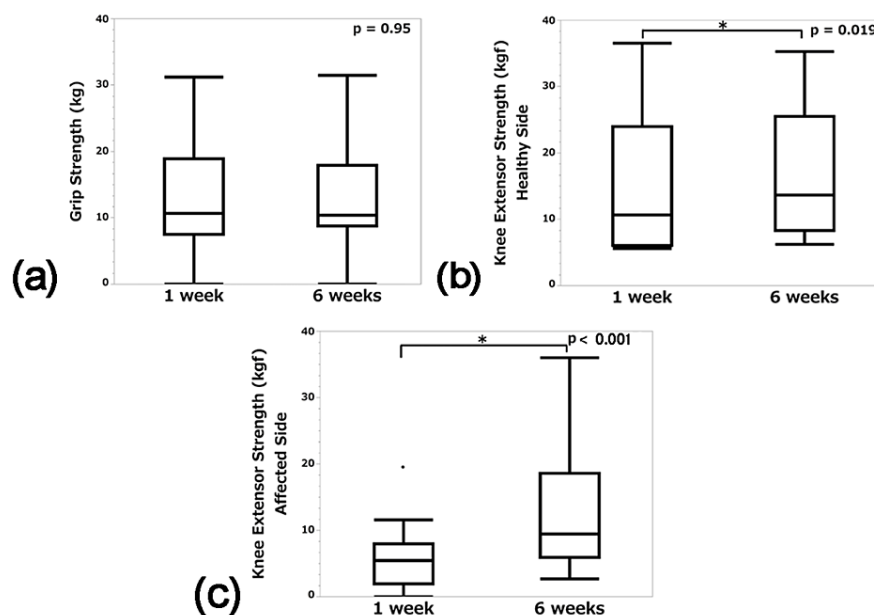 p = 0.95
40
30
20
10
0
Grip Strength (kg)
1 week
6 weeks
(a)
*
p = 0.019
40
30
20
10
0
Knee Extensor Strength (kgf)
Healthy Side
1 week
6 weeks
(b)
*
p < 0.001
40
30
20
10
0
Knee Extensor Strength (kgf)
Affected Side
1 week
6 weeks
(c)